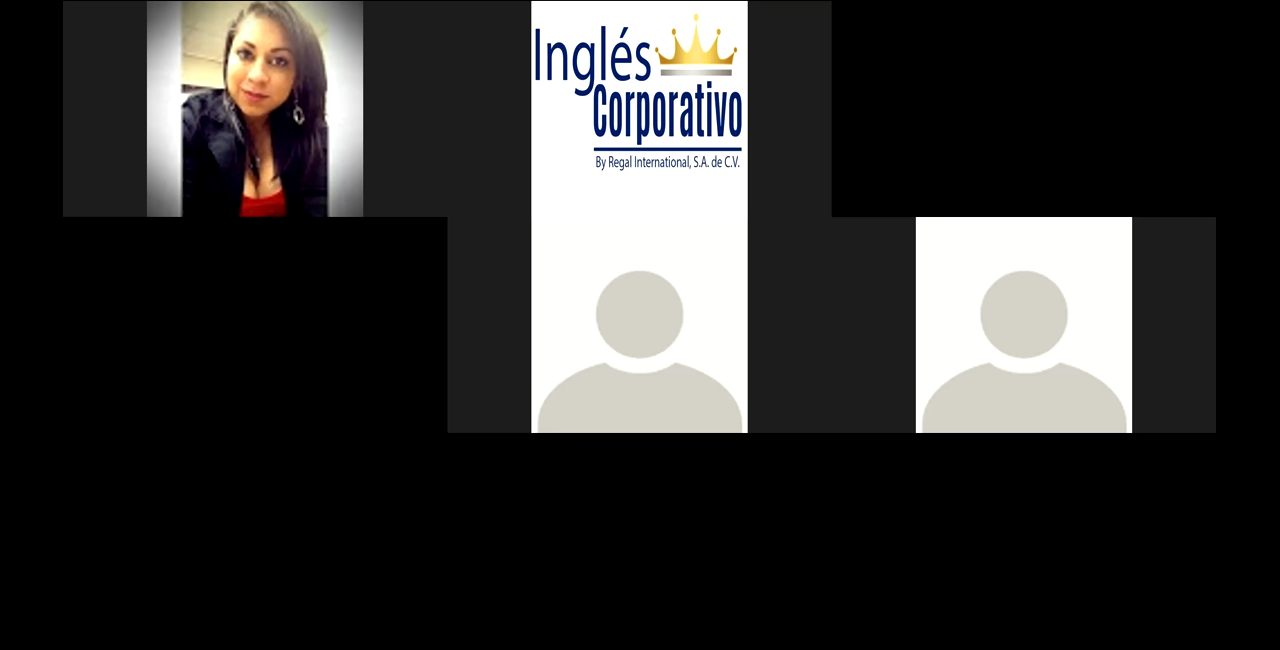 Inglés
Corporativo
By Regal International, S.A. de C.V.